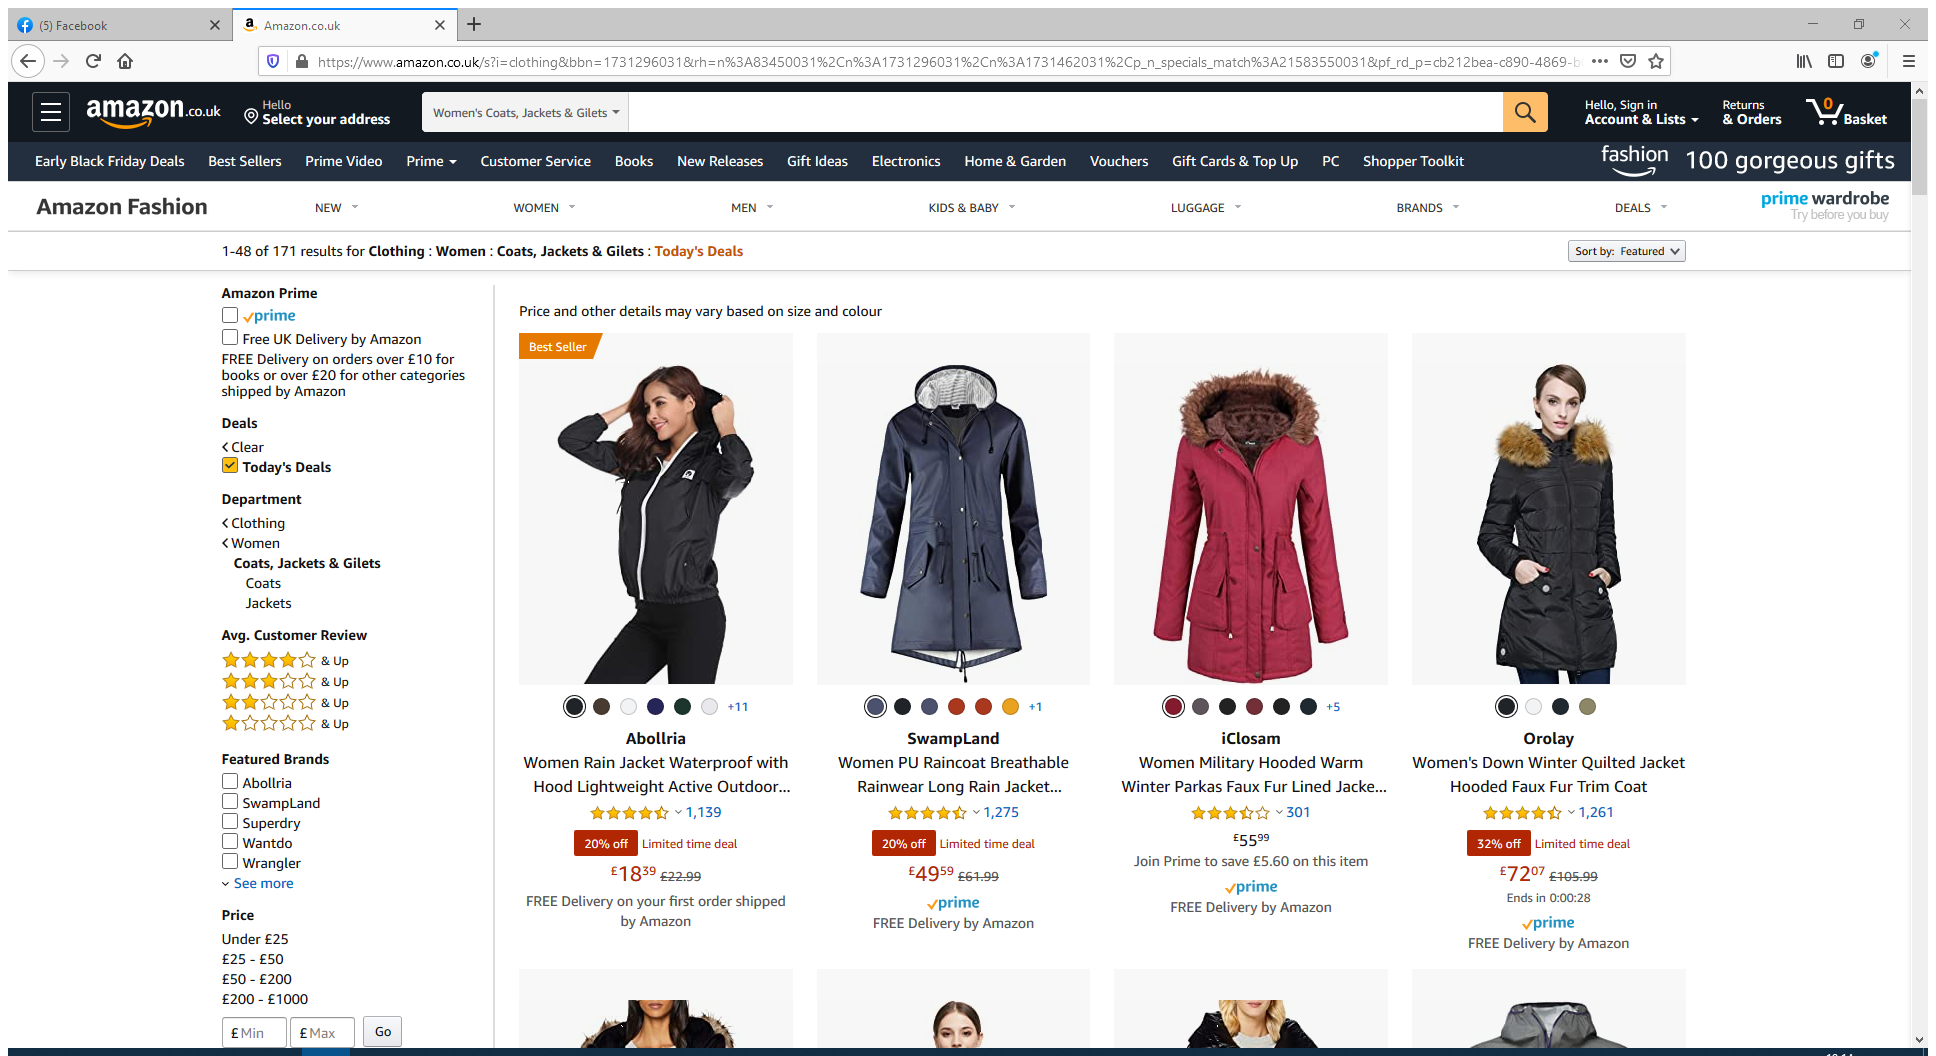 (5) Facebook
Amazon.co.uk
https://www.amazon.co.uk/s?i=clothing&bbn=1731296031&rh=n%3A83450031%2Cn%3A1731296031%2Cn%3A1731462031%2Cp_n_specials_match%3A21583550031&pf_rd_p=cb212bea-c890-4869-b
amazon.co.uk
Hello
Select your address
Women's Coats, Jackets & Gilets
Hello, Sign in
Account & Lists
Returns
& Orders
0
Basket
Early Black Friday Deals Best Sellers Prime Video Prime Customer Service Books New Releases Gift Ideas Electronics Home & Garden Vouchers Gift Cards & Top Up PC Shopper Toolkit
fashion 100 gorgeous gifts
Amazon Fashion NEW WOMEN MEN KIDS & BABY LUGGAGE BRANDS DEALS
prime wardrobe
Try before you buy
1-48 of 171 results for Clothing : Women : Coats, Jackets & Gilets : Today's Deals
Sort by: Featured
Amazon Prime
prime
Free UK Delivery by Amazon
FREE Delivery on orders over £10 for
books or over £20 for other categories
shipped by Amazon
Deals
Clear
Today's Deals
Department
Clothing
Women
Coats, Jackets & Gilets
Coats
Jackets
Avg. Customer Review
& Up
& Up
& Up
& Up
Featured Brands
Abollria
SwampLand
Superdry
Wantdo
Wrangler
See more
Price
Under £25
£25 - £50
£50 - £200
£200 - £1000
£ Min £ Max Go
Price and other details may vary based on size and colour
Best Seller
+11
Abollria
Women Rain Jacket Waterproof with
Hood Lightweight Active Outdoor...
1,139
20% off Limited time deal
£18³⁹ £22.99
FREE Delivery on your first order shipped
by Amazon
+1
SwampLand
Women PU Raincoat Breathable
Rainwear Long Rain Jacket...
1,275
20% off Limited time deal
£49⁵⁹ £61.99
prime
FREE Delivery by Amazon
+5
iClosam
Women Military Hooded Warm
Winter Parkas Faux Fur Lined Jacke...
301
£55⁹⁹
Join Prime to save £5.60 on this item
prime
FREE Delivery by Amazon
Orolay
Women's Down Winter Quilted Jacket
Hooded Faux Fur Trim Coat
1,261
32% off Limited time deal
£72⁰⁷ £105.99
Ends in 0:00:28
prime
FREE Delivery by Amazon